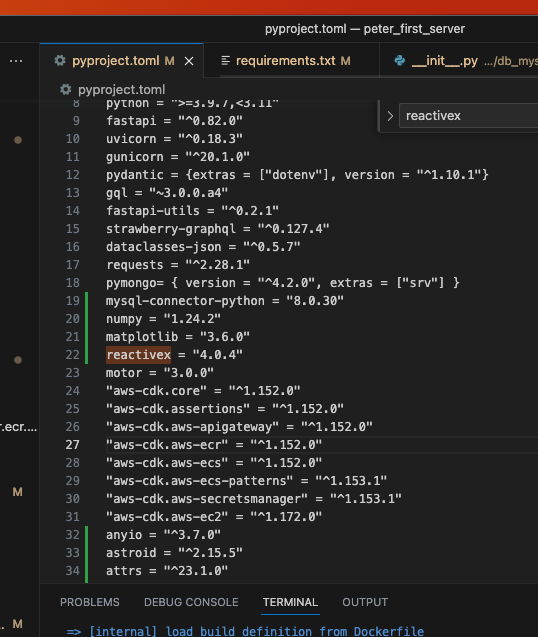 pyproject.toml — peter_first_server
pyproject.toml M
requirements.txt M
__init__.py .../db_mys
pyproject.toml
reactivex
8 python = ">=3.9.7,<3.11"
9 fastapi = "^0.82.0"
10 uvicorn = "^0.18.3"
11 gunicorn = "^20.1.0"
12 pydantic = {extras = ["dotenv"], version = "^1.10.1"}
13 gql = "~3.0.0.a4"
14 fastapi-utils = "^0.2.1"
15 strawberry-graphql = "^0.127.4"
16 dataclasses-json = "^0.5.7"
17 requests = "^2.28.1"
18 pymongo= { version = "^4.2.0", extras = ["srv"] }
19 mysql-connector-python = "8.0.30"
20 numpy = "1.24.2"
21 matplotlib = "3.6.0"
22 reactivex = "4.0.4"
23 motor = "3.0.0"
24 "aws-cdk.core" = "^1.152.0"
25 "aws-cdk.assertions" = "^1.152.0"
26 "aws-cdk.aws-apigateway" = "^1.152.0"
r.ecr....
27 "aws-cdk.aws-ecr" = "^1.152.0"
28 "aws-cdk.aws-ecs" = "^1.152.0"
29 "aws-cdk.aws-ecs-patterns" = "^1.153.1"
M
30 "aws-cdk.aws-secretsmanager" = "^1.153.1"
31 "aws-cdk.aws-ec2" = "^1.172.0"
32 anyio = "^3.7.0"
33 astroid = "^2.15.5"
34 attrs = "^23.1.0"
PROBLEMS DEBUG CONSOLE TERMINAL OUTPUT
.. M
=> [internal] load build definition from Dockerfile